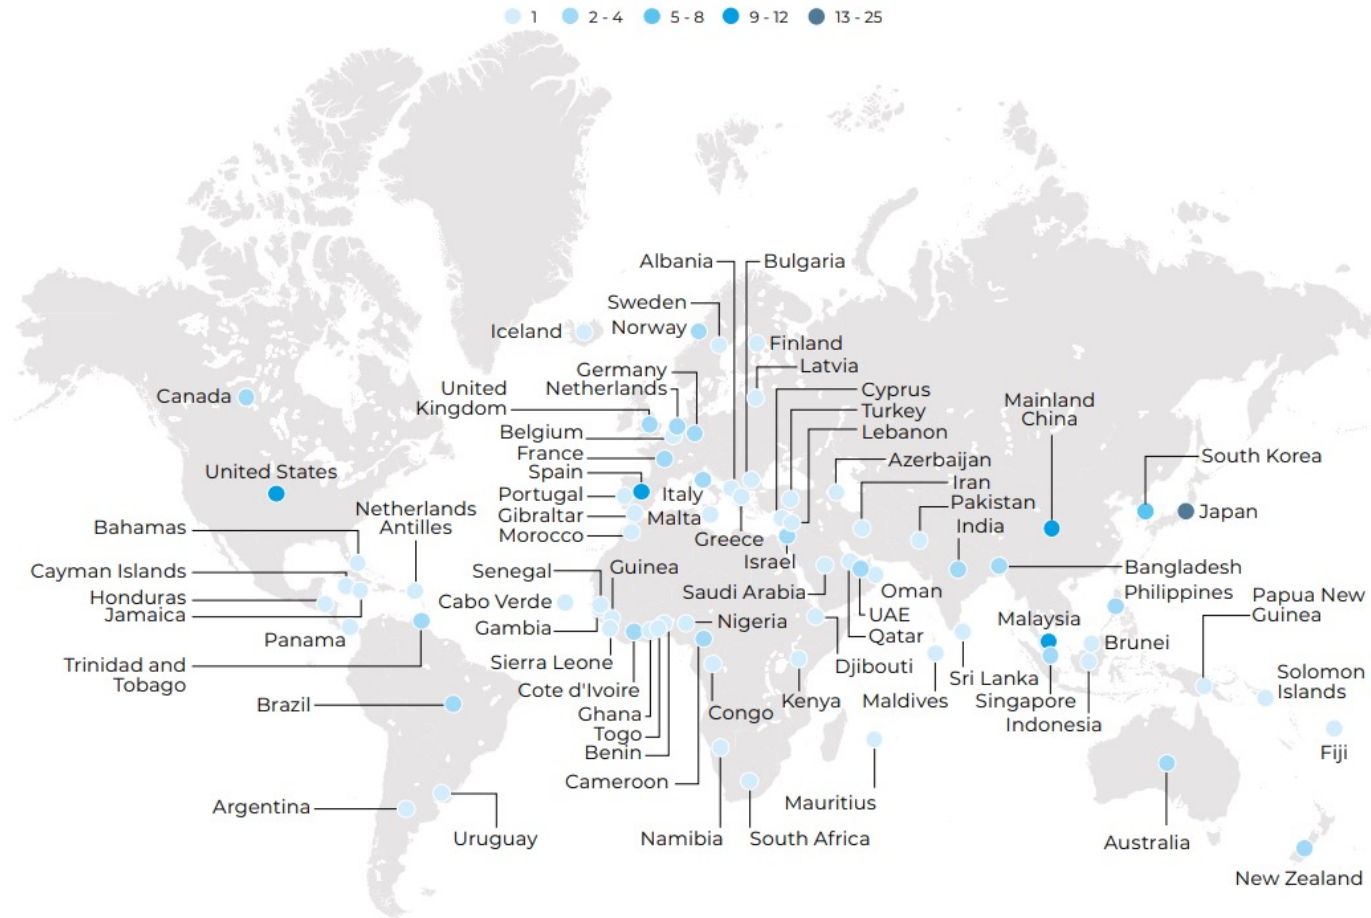 1 2 - 4 5 - 8 9 - 12 13 - 25
Albania
Bulgaria
Sweden
Iceland
Norway
Finland
Germany
Latvia
Canada
United
Kingdom
Netherlands
Cyprus
Mainland
China
Turkey
Belgium
Lebanon
France
United States
Spain
Azerbaijan
South Korea
Portugal
Italy
Iran
Netherlands
Antilles
Gibraltar
Malta
Pakistan
Japan
Bahamas
Morocco
Greece
India
Israel
Cayman Islands
Senegal
Guinea
Saudi Arabia
Oman
Bangladesh
Honduras
Cabo Verde
Philippines
Papua New
Guinea
Jamaica
Gambia
Nigeria
UAE
Malaysia
Panama
Qatar
Brunei
Trinidad and
Tobago
Sierra Leone
Djibouti
Sri Lanka
Solomon
Islands
Cote d'Ivoire
Kenya
Maldives
Singapore
Brazil
Ghana
Congo
Indonesia
Togo
Benin
Fiji
Cameroon
Argentina
Mauritius
Uruguay
Namibia
South Africa
Australia
New Zealand